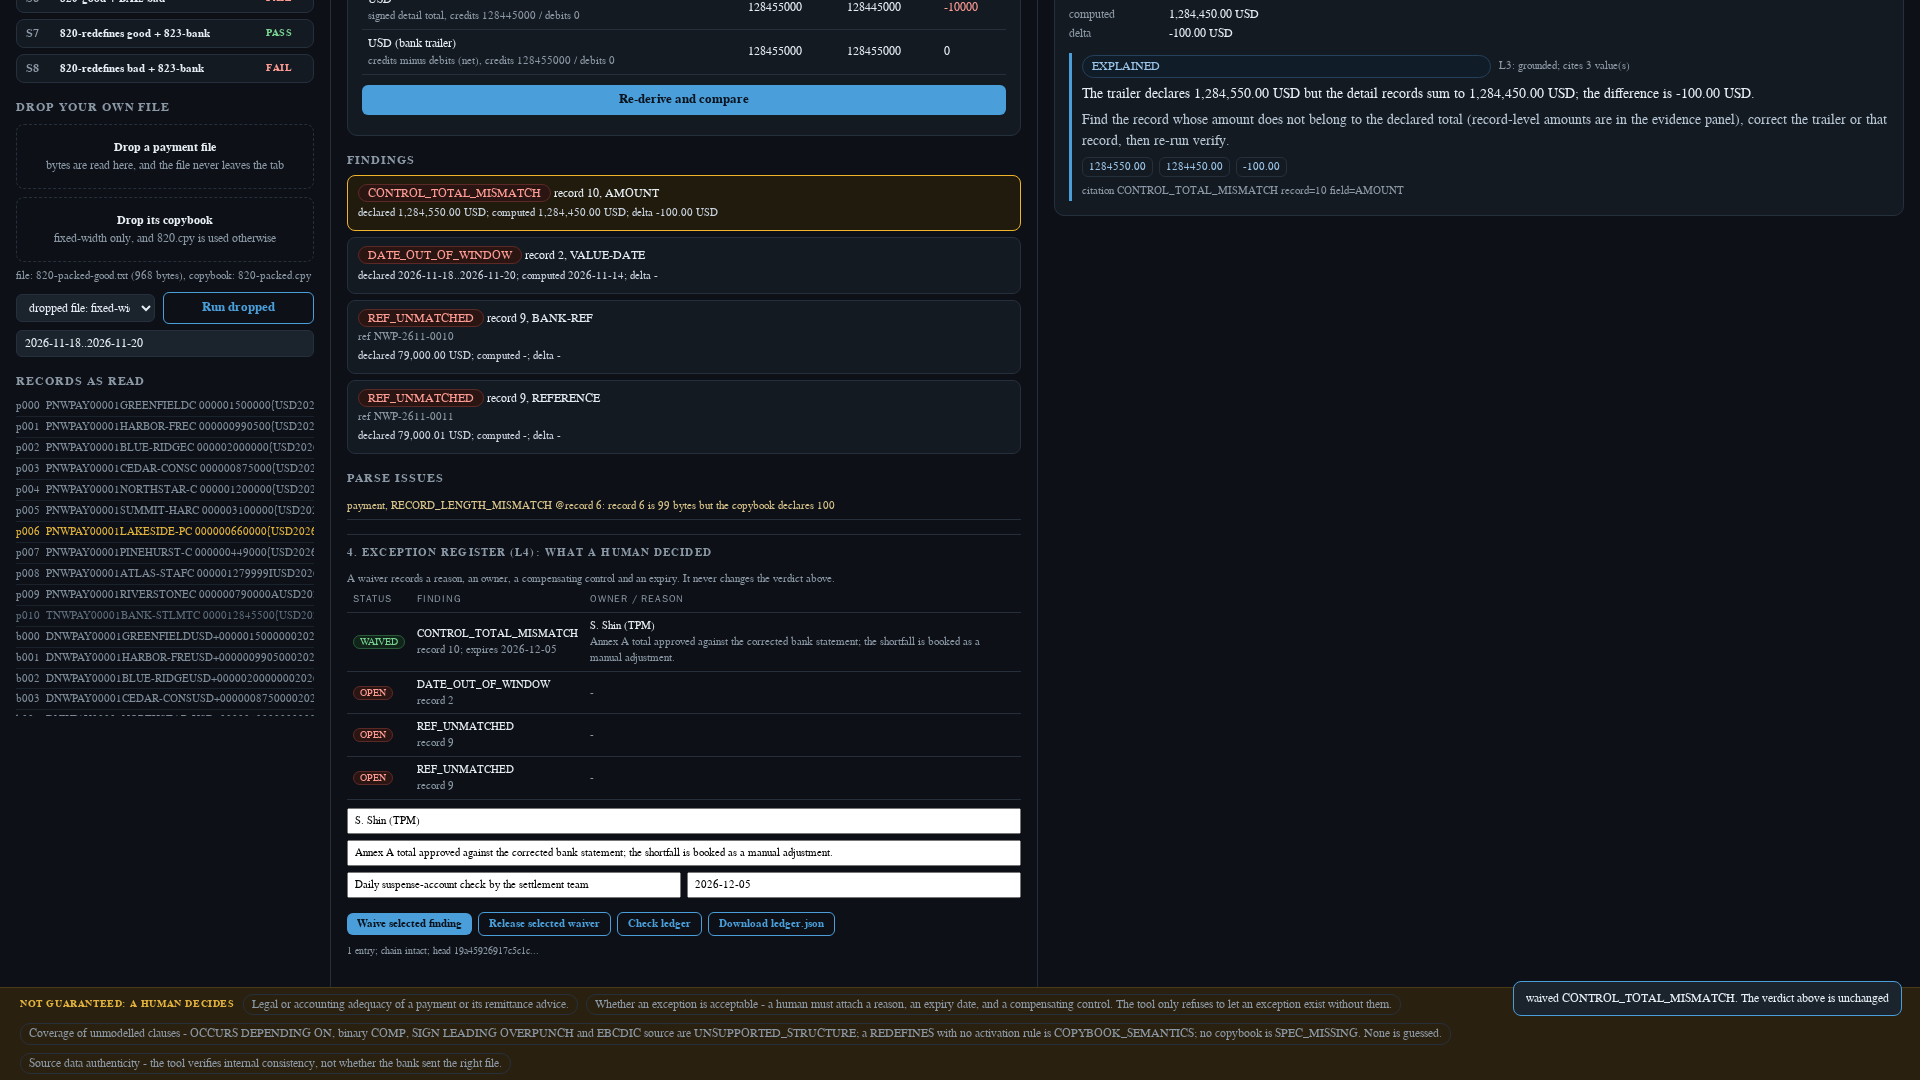 S7 820-redefines good + 823-bank PASS
S8 820-redefines bad + 823-bank FAIL
DROP YOUR OWN FILE
Drop a payment file
bytes are read here, and the file never leaves the tab
Drop its copybook
fixed-width only, and 820.cpy is used otherwise
file: 820-packed-good.txt (968 bytes), copybook: 820-packed.cpy
dropped file: fixed-wi
Run dropped
2026-11-18..2026-11-20
RECORDS AS READ
p000 PNWPAY00001GREENFIELDC 000001500000{USD202
p001 PNWPAY00001HARBOR-FREC 000000990500{USD202
p002 PNWPAY00001BLUE-RIDGEC 000002000000{USD202
p003 PNWPAY00001CEDAR-CONSC 000000875000{USD202
p004 PNWPAY00001NORTHSTAR-C 000001200000{USD202
p005 PNWPAY00001SUMMIT-HARC 000003100000{USD202
p006 PNWPAY00001LAKESIDE-PC 000000660000{USD2026
p007 PNWPAY00001PINEHURST-C 000000449000{USD2026
p008 PNWPAY00001ATLAS-STAFC 000001279999IUSD202
p009 PNWPAY00001RIVERSTONEC 000000790000AUSD20
p010 TNWPAY00001BANK-STLMTC 000012845500{USD20
b000 DNWPAY00001GREENFIELDUSD+0000015000000202
b001 DNWPAY00001HARBOR-FREUSD+0000009905000202
b002 DNWPAY00001BLUE-RIDGEUSD+000002000000202
b003 DNWPAY00001CEDAR-CONSUSD+0000008750000202
USD
signed detail total, credits 128445000 / debits 0
128455000 128445000 -10000
USD (bank trailer)
credits minus debits (net), credits 128455000 / debits 0
128455000 128455000 0
Re-derive and compare
FINDINGS
CONTROL_TOTAL_MISMATCH record 10, AMOUNT
declared 1,284,550.00 USD; computed 1,284,450.00 USD; delta -100.00 USD
DATE_OUT_OF_WINDOW record 2, VALUE-DATE
declared 2026-11-18..2026-11-20; computed 2026-11-14; delta -
REF_UNMATCHED record 9, BANK-REF
ref NWP-2611-0010
declared 79,000.00 USD; computed -; delta -
REF_UNMATCHED record 9, REFERENCE
ref NWP-2611-0011
declared 79,000.01 USD; computed -; delta -
PARSE ISSUES
payment, RECORD_LENGTH_MISMATCH @record 6: record 6 is 99 bytes but the copybook declares 100
4. EXCEPTION REGISTER (L4): WHAT A HUMAN DECIDED
A waiver records a reason, an owner, a compensating control and an expiry. It never changes the verdict above.
STATUS FINDING OWNER / REASON
WAIVED CONTROL_TOTAL_MISMATCH
record 10; expires 2026-12-05
S. Shin (TPM)
Annex A total approved against the corrected bank statement; the shortfall is booked as a
manual adjustment.
OPEN DATE_OUT_OF_WINDOW
record 2
-
OPEN REF_UNMATCHED
record 9
-
OPEN REF_UNMATCHED
record 9
-
S. Shin (TPM)
Annex A total approved against the corrected bank statement; the shortfall is booked as a manual adjustment.
Daily suspense-account check by the settlement team
2026-12-05
Waive selected finding
Release selected waiver
Check ledger
Download ledger.json
1 entry; chain intact; head 19a45926917c5c1c...
computed 1,284,450.00 USD
delta -100.00 USD
EXPLAINED L3: grounded; cites 3 value(s)
The trailer declares 1,284,550.00 USD but the detail records sum to 1,284,450.00 USD; the difference is -100.00 USD.
Find the record whose amount does not belong to the declared total (record-level amounts are in the evidence panel), correct the trailer or that
record, then re-run verify.
1284550.00 1284450.00 -100.00
citation CONTROL_TOTAL_MISMATCH record=10 field=AMOUNT
NOT GUARANTEED: A HUMAN DECIDES
Legal or accounting adequacy of a payment or its remittance advice.
Whether an exception is acceptable - a human must attach a reason, an expiry date, and a compensating control. The tool only refuses to let an exception exist without them.
Coverage of unmodelled clauses - OCCURS DEPENDING ON, binary COMP, SIGN LEADING OVERPUNCH and EBCDIC source are UNSUPPORTED_STRUCTURE; a REDEFINES with no activation rule is COPYBOOK_SEMANTICS; no copybook is SPEC_MISSING. None is guessed.
Source data authenticity - the tool verifies internal consistency, not whether the bank sent the right file.
waived CONTROL_TOTAL_MISMATCH. The verdict above is unchanged